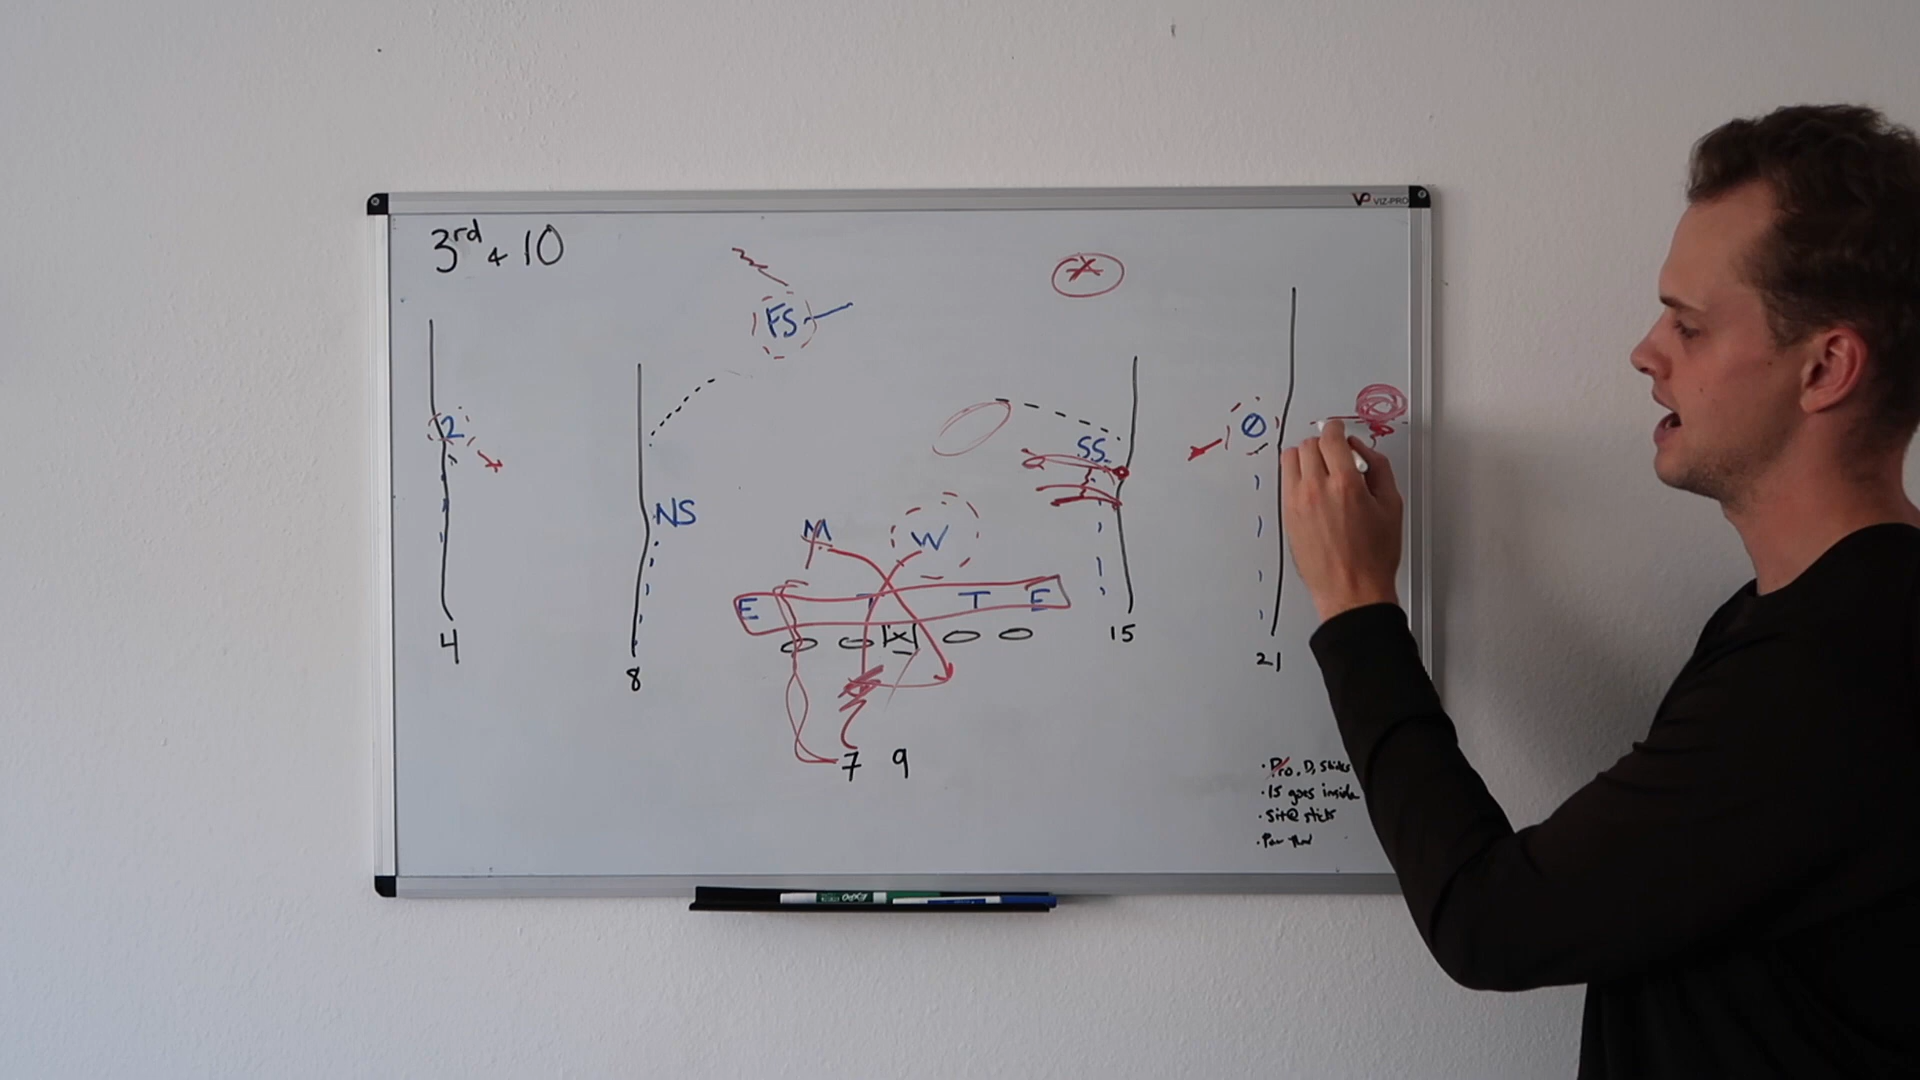 VIZ-PRO
3rd + 10
FS
2
0
SS
NS
M
W
E T T E
X
4
8
15
21
7 9
EXPO
· Pro, D, Sticks
· 15 goes inside
· Sit @ sticks